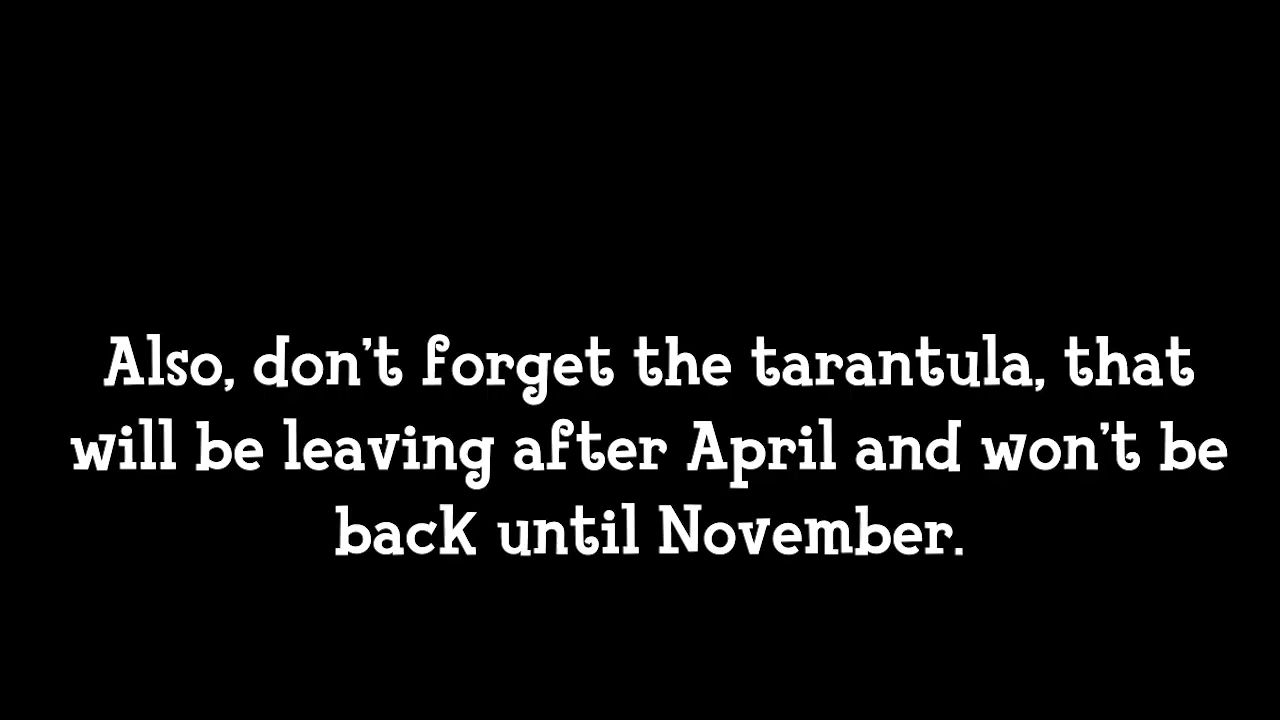 Also, don't forget the tarantula, that
will be leaving after April and won't be
back until November.